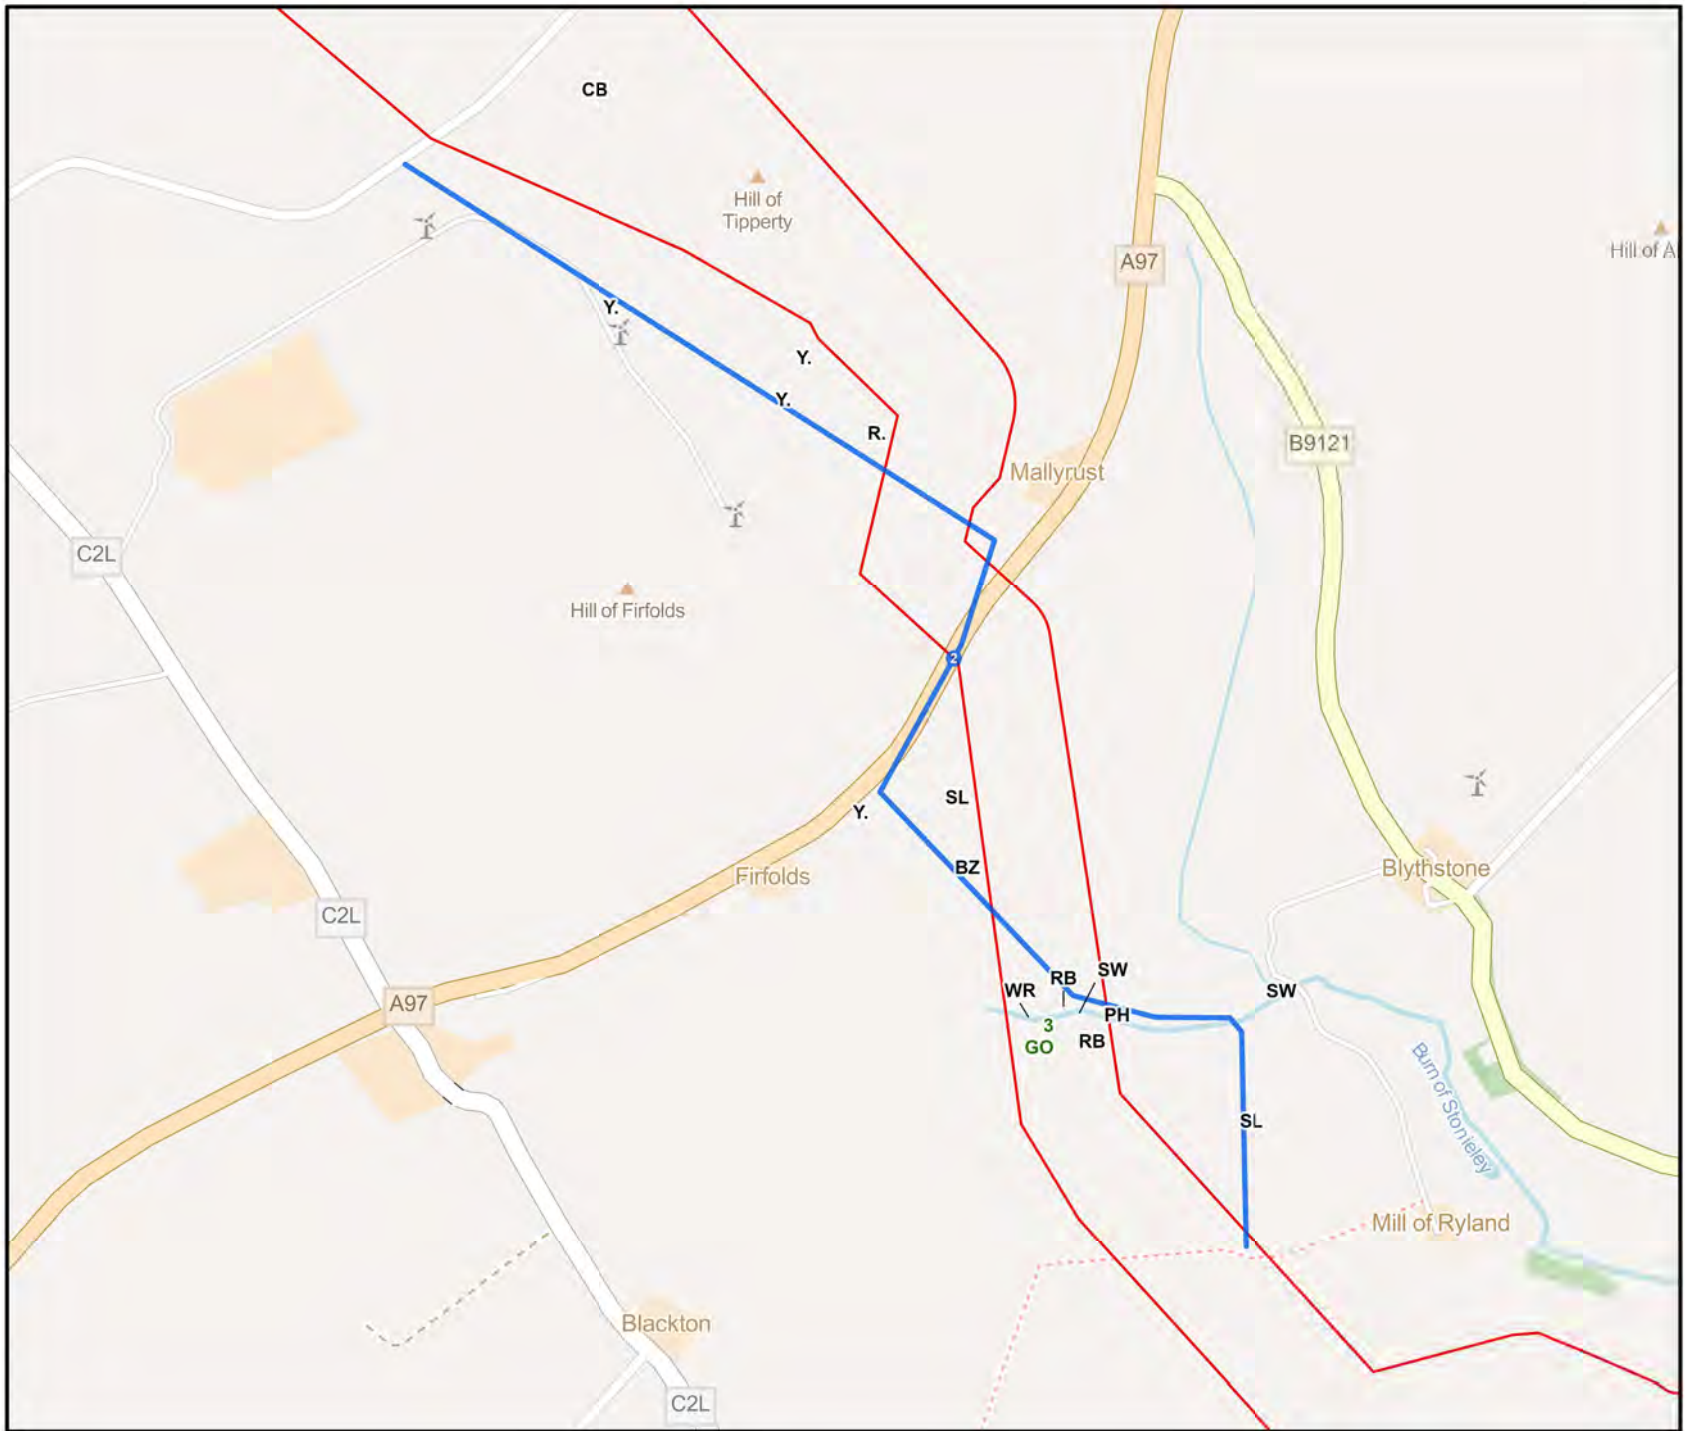 CB
Hill of
Tipperty
A97
Hill of A
Y.
Y.
Y.
R.
B9121
Mallyrust
C2L
Hill of Firfolds
2
SL
Y.
BZ
Firfolds
Blythstone
C2L
SW
RB
WR
SW
A97
PH
3
GO
RB
Burn of Stonieley
SL
Mill of Ryland
Blackton
C2L